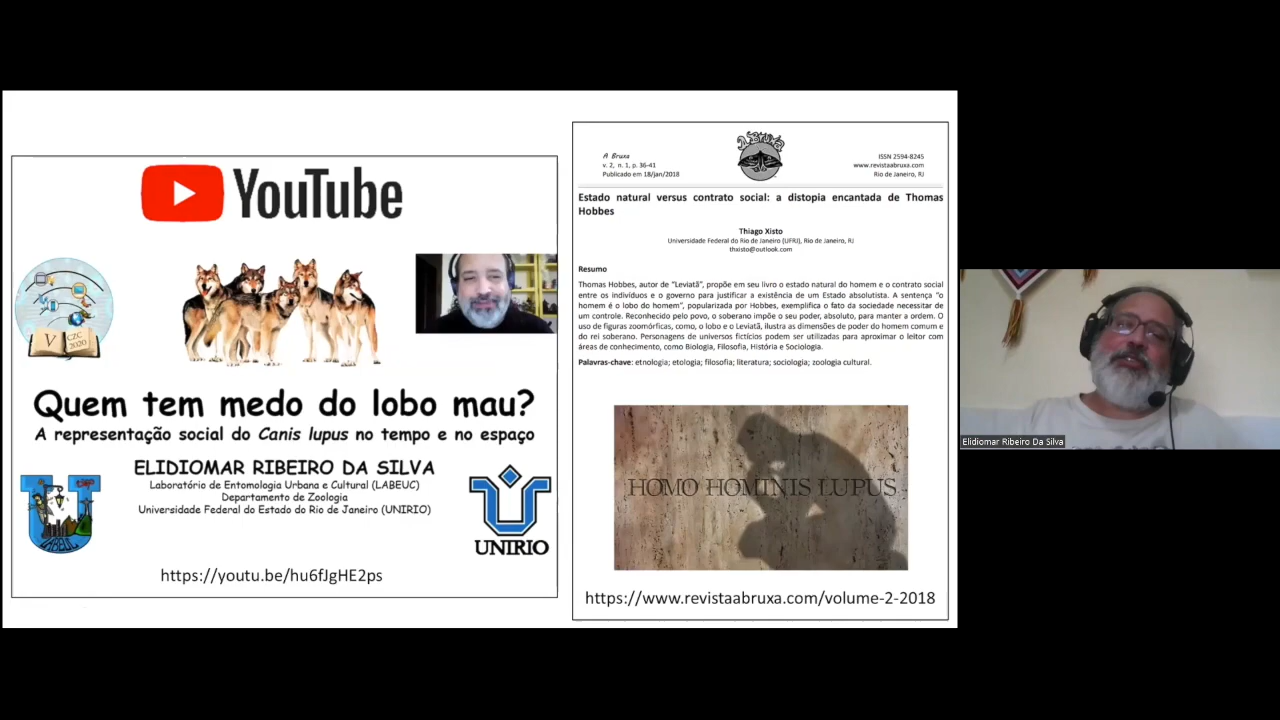 YouTube
V CZC
2020
Quem tem medo do lobo mau?
A representação social do Canis lupus no tempo e no espaço
ELIDIOMAR RIBEIRO DA SILVA
Laboratório de Entomologia Urbana e Cultural (LABEUC)
Departamento de Zoologia
Universidade Federal do Estado do Rio de Janeiro (UNIRIO)
LABEUC
UNIRIO
https://youtu.be/hu6fJgHE2ps
A BRUXA
A Bruxa
v. 2, n. 1, p. 36-41
Publicado em 18/jan/2018
ISSN 2594-8245
www.revistaabruxa.com
Rio de Janeiro, RJ
Estado natural versus contrato social: a distopia encantada de Thomas
Hobbes
Thiago Xisto
Universidade Federal do Rio de Janeiro (UFRJ), Rio de Janeiro, RJ
thxisto@outlook.com
Resumo
Thomas Hobbes, autor de “Leviatã”, propõe em seu livro o estado natural do homem e o contrato social
entre os indivíduos e o governo para justificar a existência de um Estado absolutista. A sentença “o
homem é o lobo do homem”, popularizada por Hobbes, exemplifica o fato da sociedade necessitar de
um controle. Reconhecido pelo povo, o soberano impõe o seu poder, absoluto, para manter a ordem. O
uso de figuras zoomórficas, como, o lobo e o Leviatã, ilustra as dimensões de poder do homem comum e
do rei soberano. Personagens de universos fictícios podem ser utilizadas para aproximar o leitor com
áreas de conhecimento, como Biologia, Filosofia, História e Sociologia.
Palavras-chave: etnologia; etologia; filosofia; literatura; sociologia; zoologia cultural.
HOMO HOMINIS LUPUS
https://www.revistaabruxa.com/volume-2-2018
Elidiomar Ribeiro Da Silva